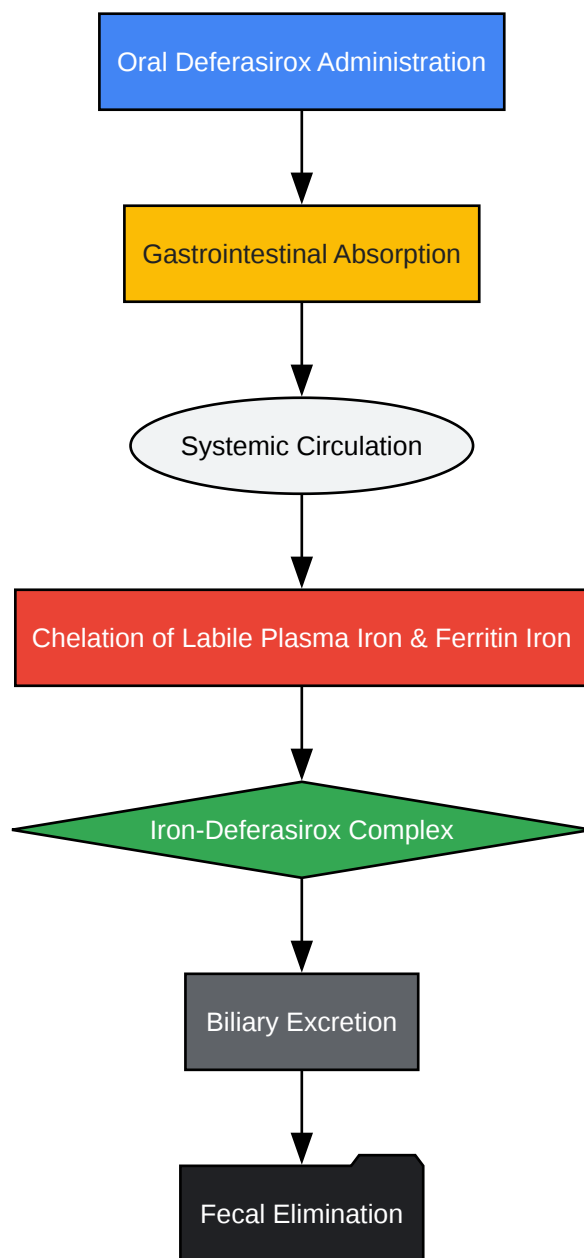 Oral Deferasirox Administration
Gastrointestinal Absorption
Systemic Circulation
Chelation of Labile Plasma Iron & Ferritin Iron
Iron-Deferasirox Complex
Biliary Excretion
Fecal Elimination